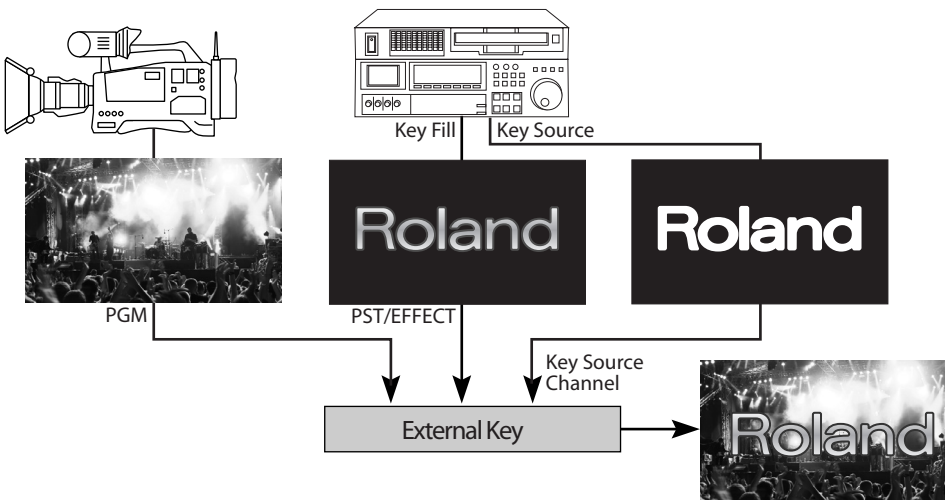 Key Fill
Key Source
Roland
Roland
PGM
PST/EFFECT
Key Source
Channel
External Key
Roland